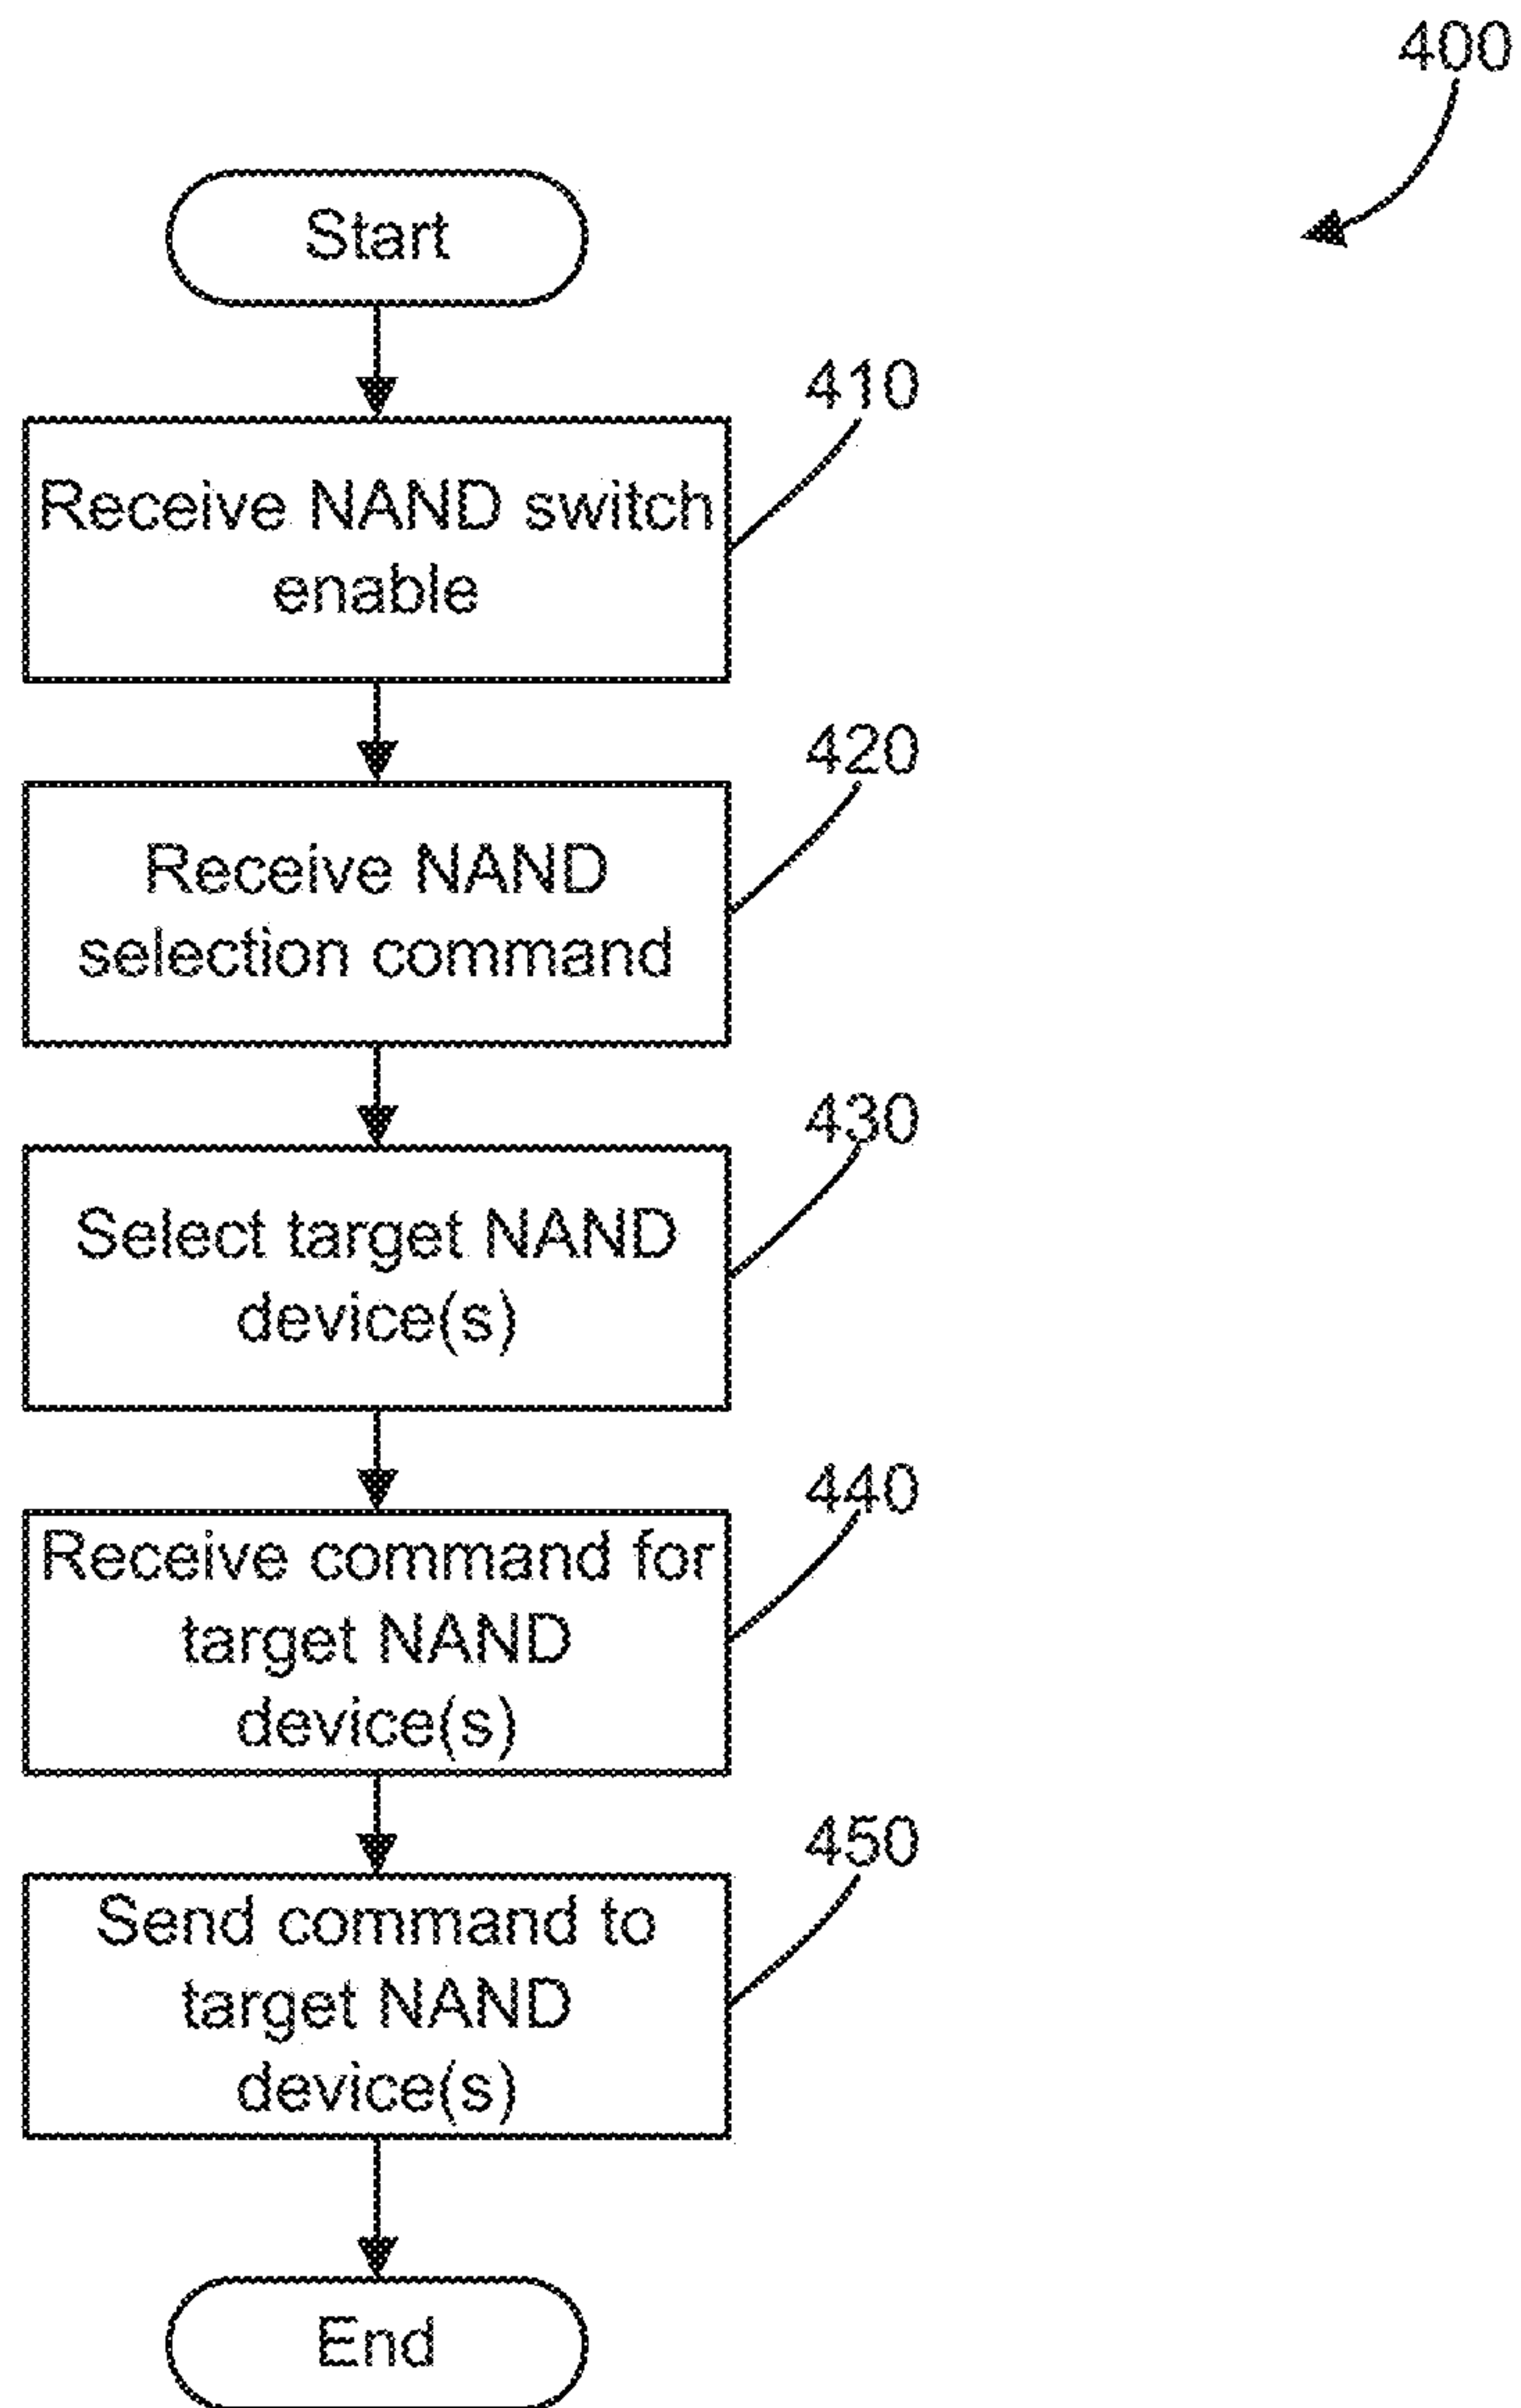 400
Start
410
Receive NAND switch
enable
420
Receive NAND
selection command
430
Select target NAND
device(s)
440
Receive command for
target NAND
device(s)
450
Send command to
target NAND
device(s)
End